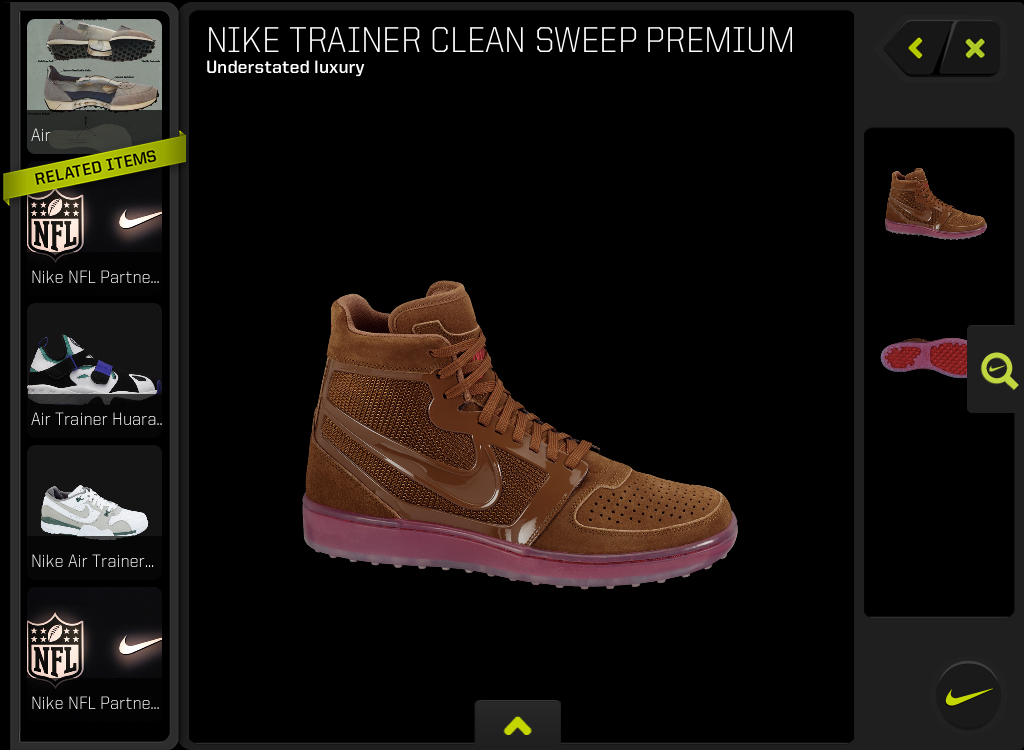 NIKE TRAINER CLEAN SWEEP PREMIUM
Understated luxury
Air
RELATED ITEMS
NFL
Nike NFL Partne...
Air Trainer Huara..
Nike Air Trainer...
NFL
Nike NFL Partne...